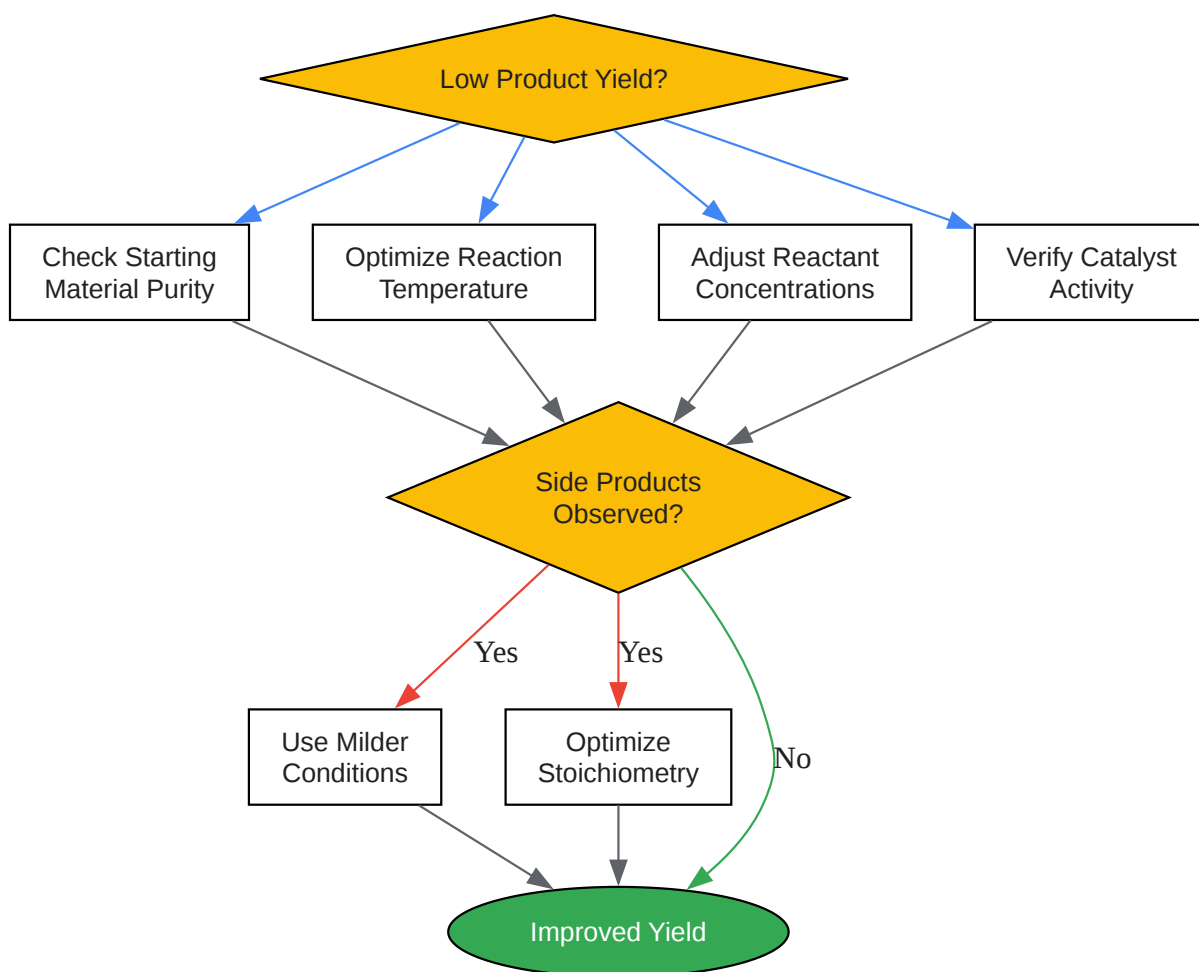 Low Product Yield?
Check Starting
Material Purity
Optimize Reaction
Temperature
Adjust Reactant
Concentrations
Verify Catalyst
Activity
Side Products
Observed?
Yes
Yes
Use Milder
Conditions
Optimize
Stoichiometry
No
Improved Yield